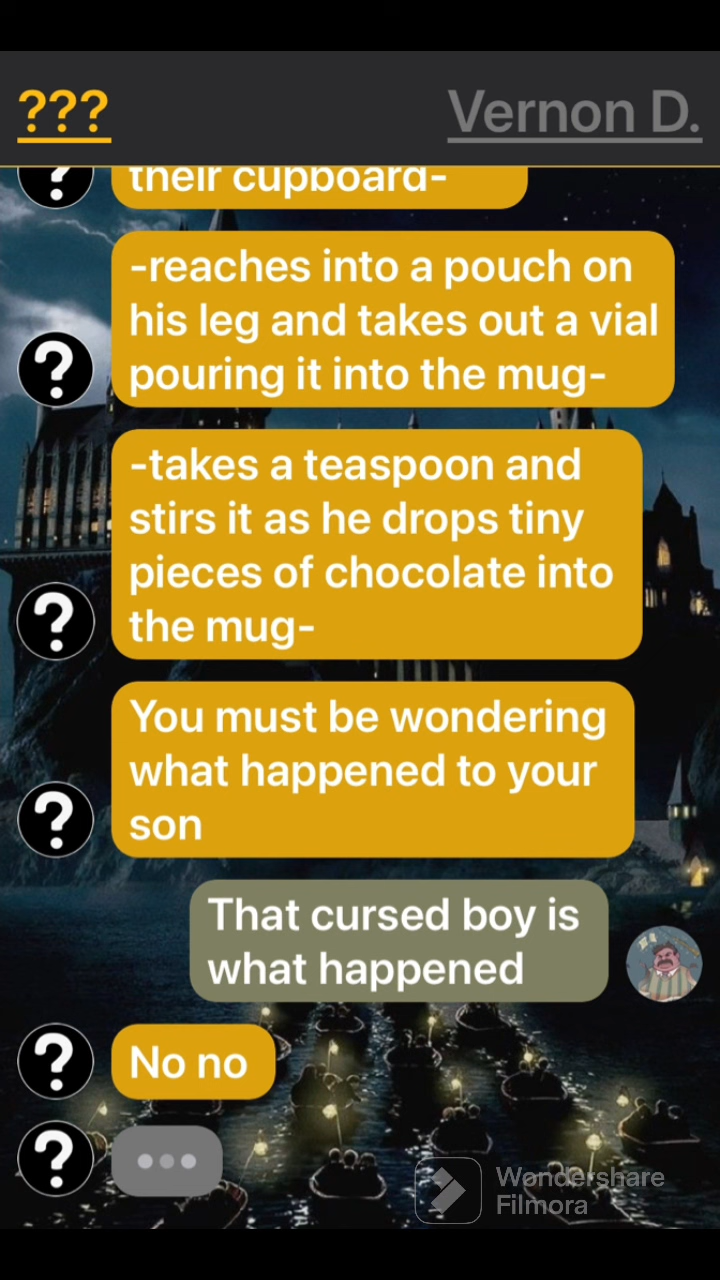 ???
Vernon D.
their cupboard-
-reaches into a pouch on
his leg and takes out a vial
pouring it into the mug-
-takes a teaspoon and
stirs it as he drops tiny
pieces of chocolate into
the mug-
You must be wondering
what happened to your
son
That cursed boy is
what happened
No no
Wondershare
Filmora